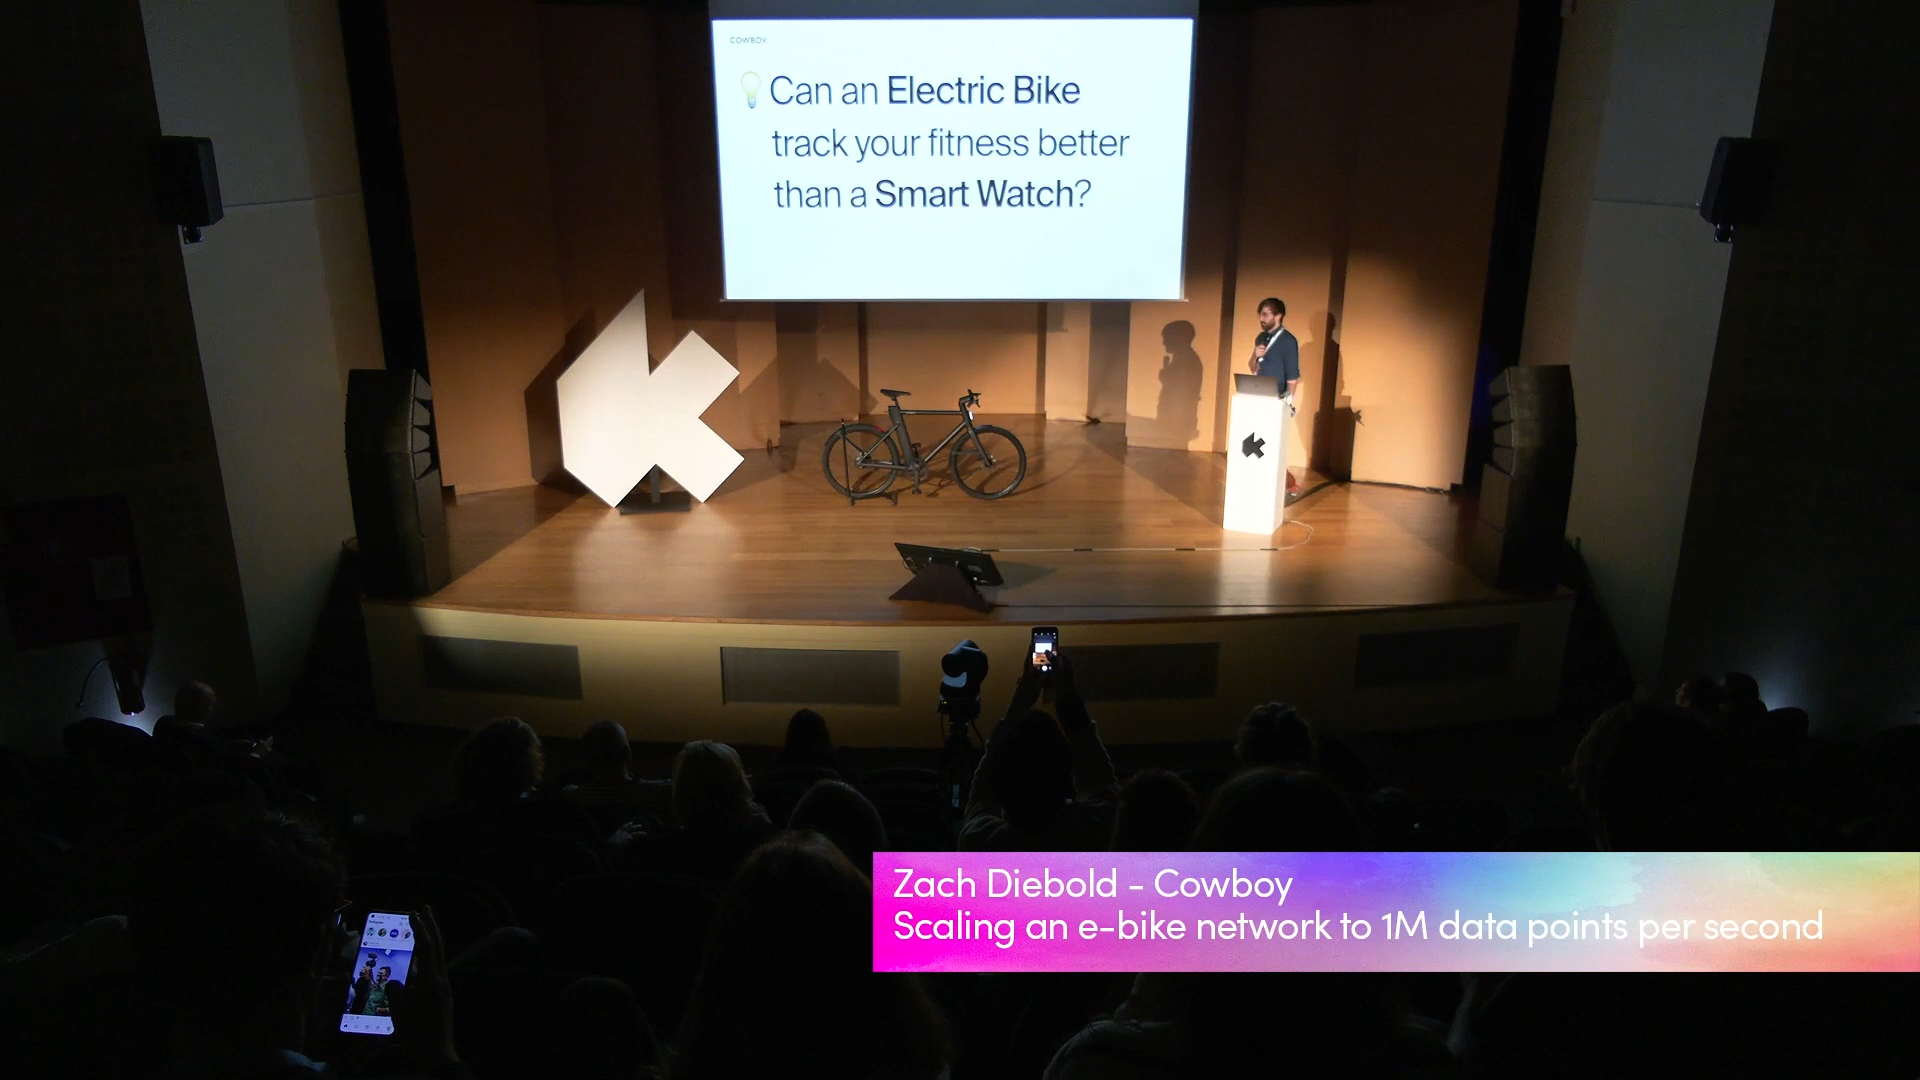 COWBOY.
💡 Can an Electric Bike
track your fitness better
than a Smart Watch?
Zach Diebold - Cowboy
Scaling an e-bike network to 1M data points per second